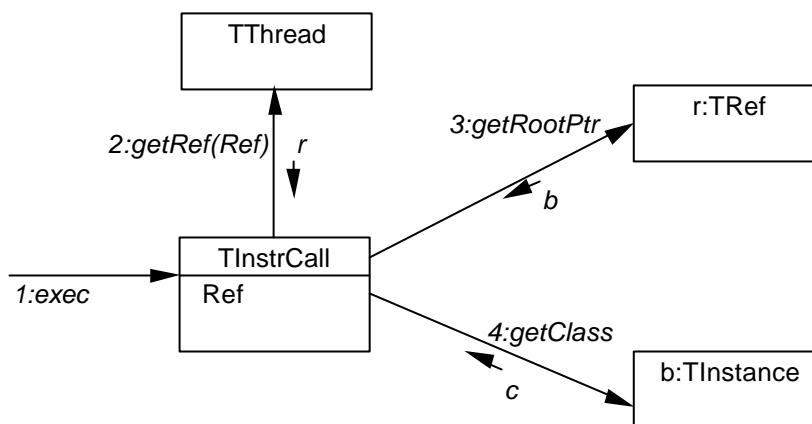 TThread
r:TRef
3:getRootPtr
2:getRef(Ref)
r
b
TInstrCall
1:exec
Ref
4:getClass
c
b:TInstance